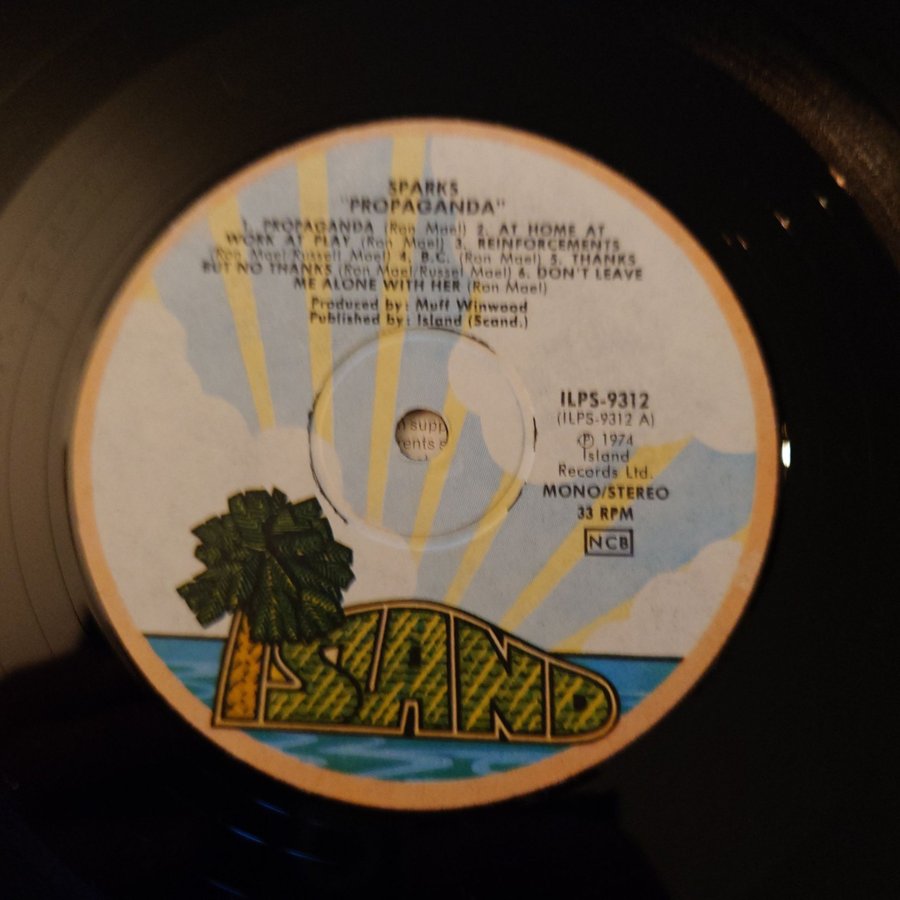 SPARKS
"PROPAGANDA"
1. PROPAGANDA (Ron Mael) 2. AT HOME AT
WORK AT PLAY (Ron Mael) 3. REINFORCEMENTS
(Ron Mael/Russell Mael) 4. B.C. (Ron Mael) 5. THANKS
BUT NO THANKS (Ron Mael/Russel Mael) 6. DON'T LEAVE
ME ALONE WITH HER (Ron Mael)
Produced by: Muff Winwood
Published by: Island (Scand.)
ILPS-9312
(ILPS-9312 A)
℗ 1974
Island
Records Ltd.
MONO/STEREO
33 RPM
NCB
supp
ents
ISLAND